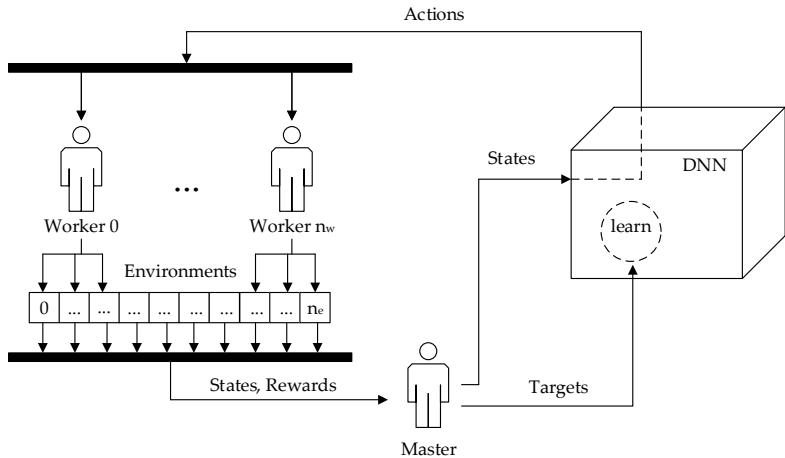 Actions
States
DNN
...
Worker 0
Worker nw
learn
Environments
0 ... ... ... ... ... ... ... ... ne
States, Rewards
Targets
Master